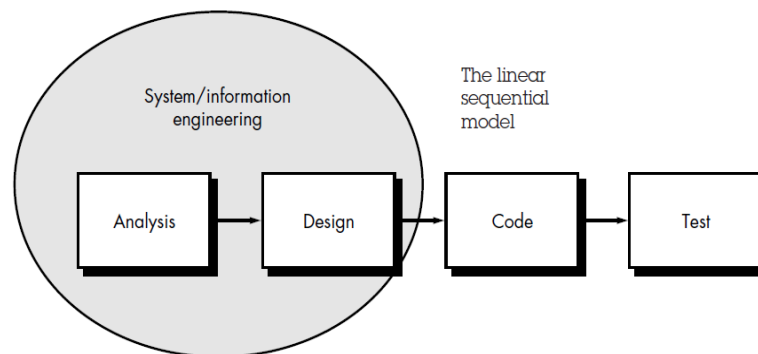 System/information
engineering
The linear
sequential
model
Analysis
Design
Code
Test